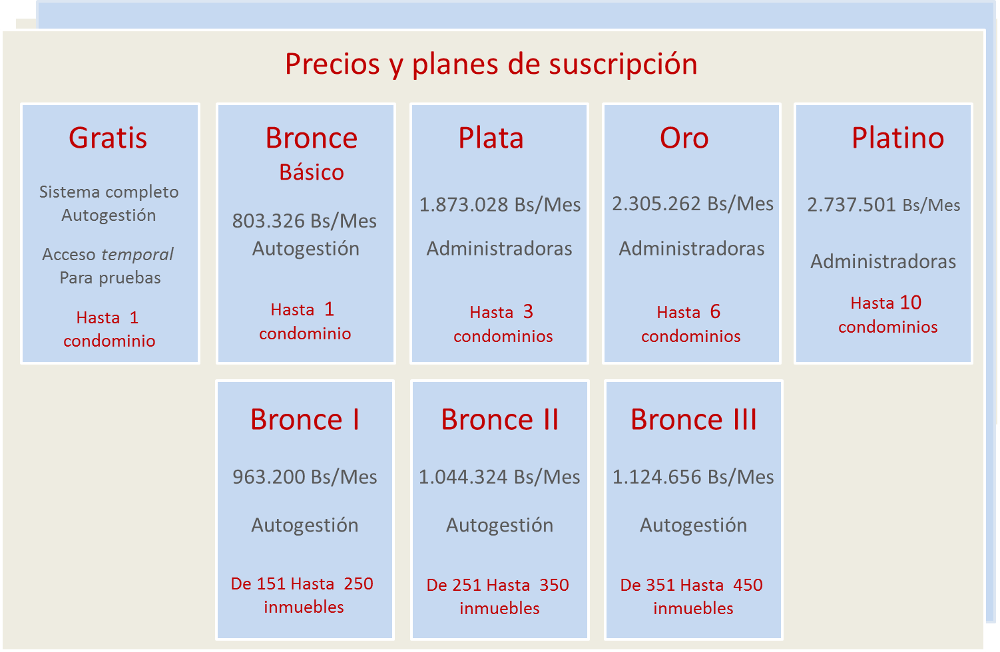 Precios y planes de suscripción
Gratis
Sistema completo
Autogestión
Acceso temporal
Para pruebas
Hasta 1
condominio
Bronce
Básico
803.326 Bs/Mes
Autogestión
Hasta 1
condominio
Plata
1.873.028 Bs/Mes
Administradoras
Hasta 3
condominios
Oro
2.305.262 Bs/Mes
Administradoras
Hasta 6
condominios
Platino
2.737.501 Bs/Mes
Administradoras
Hasta 10
condominios
Bronce I
963.200 Bs/Mes
Autogestión
De 151 Hasta 250
inmuebles
Bronce II
1.044.324 Bs/Mes
Autogestión
De 251 Hasta 350
inmuebles
Bronce III
1.124.656 Bs/Mes
Autogestión
De 351 Hasta 450
inmuebles